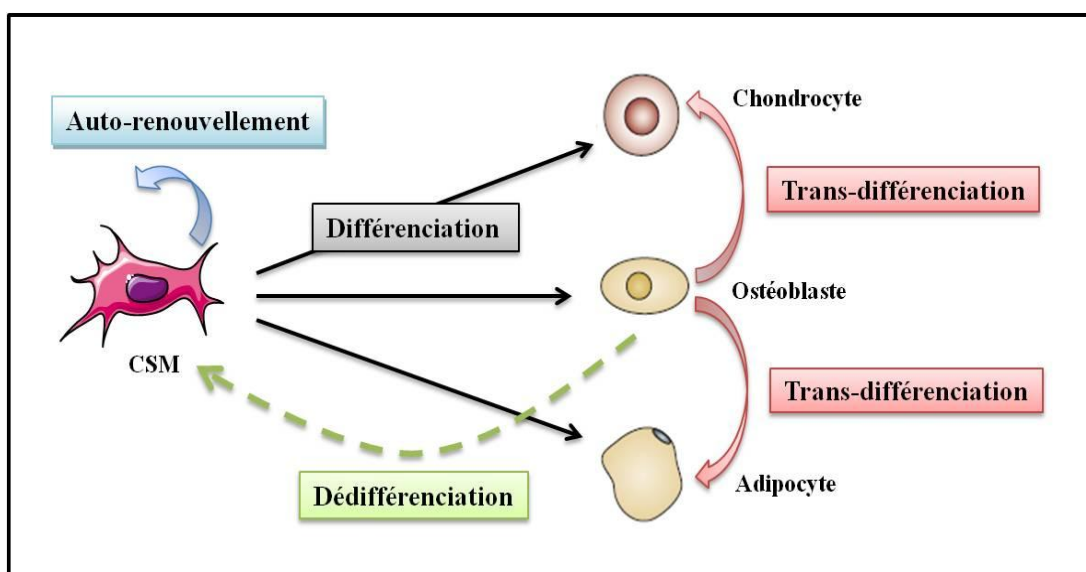 Auto-renouvellement
Chondrocyte
Trans-différenciation
Différenciation
Ostéoblaste
CSM
Trans-différenciation
Dédifférenciation
Adipocyte